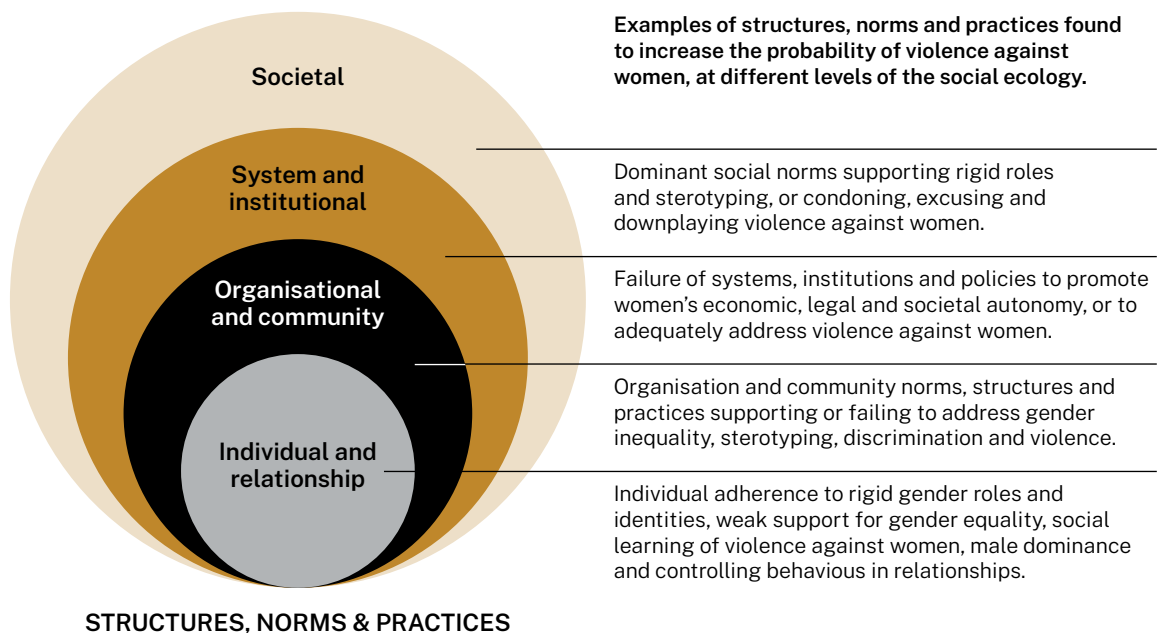 Societal
System and
institutional
Organisational
and community
Individual and
relationship
STRUCTURES, NORMS & PRACTICES
Examples of structures, norms and practices found
to increase the probability of violence against
women, at different levels of the social ecology.
Dominant social norms supporting rigid roles
and sterotyping, or condoning, excusing and
downplaying violence against women.
Failure of systems, institutions and policies to promote
women’s economic, legal and societal autonomy, or to
adequately address violence against women.
Organisation and community norms, structures and
practices supporting or failing to address gender
inequality, sterotyping, discrimination and violence.
Individual adherence to rigid gender roles and
identities, weak support for gender equality, social
learning of violence against women, male dominance
and controlling behavious in relationships.